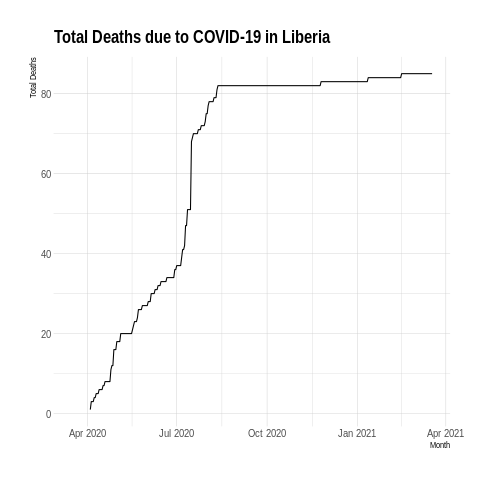 Total Deaths due to COVID-19 in Liberia
Total Deaths
80
60
40
20
0
Apr 2020 Jul 2020 Oct 2020 Jan 2021 Apr 2021
Month